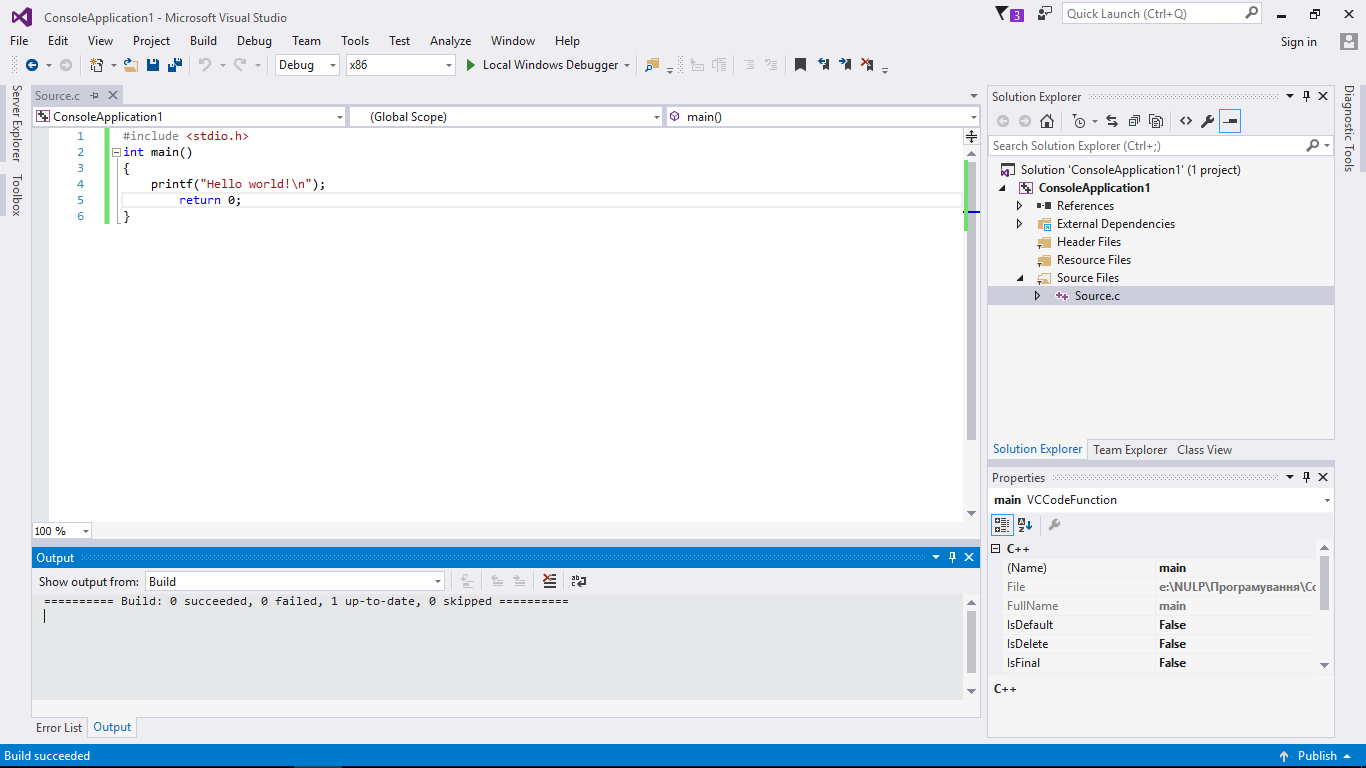 ConsoleApplication1 - Microsoft Visual Studio
3
Quick Launch (Ctrl+Q)
File Edit View Project Build Debug Team Tools Test Analyze Window Help
Sign in
Debug x86 Local Windows Debugger
Server Explorer
Toolbox
Source.c
ConsoleApplication1 (Global Scope) main()
1 #include <stdio.h>
2 int main()
3 {
4 printf("Hello world!\n");
5 return 0;
6 }
100 %
Output
Show output from: Build
========== Build: 0 succeeded, 0 failed, 1 up-to-date, 0 skipped ==========
Error List Output
Solution Explorer
Search Solution Explorer (Ctrl+;)
Solution 'ConsoleApplication1' (1 project)
ConsoleApplication1
References
External Dependencies
Header Files
Resource Files
Source Files
Source.c
Solution Explorer Team Explorer Class View
Properties
main VCCodeFunction
C++
(Name) main
File e:\NULP\Програмування\Co
FullName main
IsDefault False
IsDelete False
IsFinal False
C++
Diagnostic Tools
Build succeeded
Publish